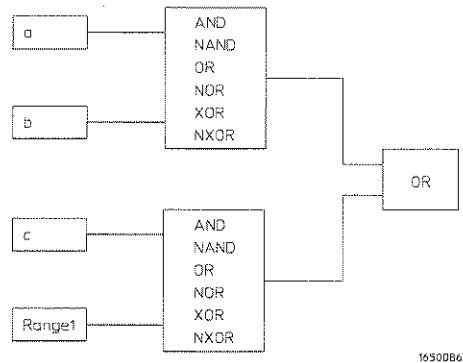 a
AND
NAND
OR
NOR
XOR
NXOR
b
OR
c
AND
NAND
OR
NOR
XOR
NXOR
Range1
16500B6